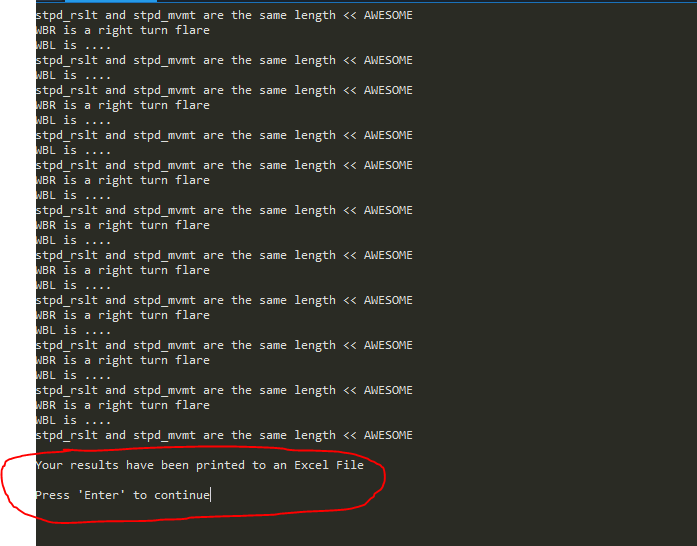 stpd_rslt and stpd_mvmt are the same length << AWESOME
WBR is a right turn flare
WBL is ....
stpd_rslt and stpd_mvmt are the same length << AWESOME
WBL is ....
stpd_rslt and stpd_mvmt are the same length << AWESOME
WBR is a right turn flare
WBL is ....
stpd_rslt and stpd_mvmt are the same length << AWESOME
WBL is ....
stpd_rslt and stpd_mvmt are the same length << AWESOME
WBR is a right turn flare
WBL is ....
stpd_rslt and stpd_mvmt are the same length << AWESOME
WBR is a right turn flare
WBL is ....
stpd_rslt and stpd_mvmt are the same length << AWESOME
WBR is a right turn flare
WBL is ....
stpd_rslt and stpd_mvmt are the same length << AWESOME
WBR is a right turn flare
WBL is ....
stpd_rslt and stpd_mvmt are the same length << AWESOME
WBR is a right turn flare
WBL is ....
stpd_rslt and stpd_mvmt are the same length << AWESOME
WBR is a right turn flare
WBL is ....
stpd_rslt and stpd_mvmt are the same length << AWESOME
Your results have been printed to an Excel File
Press 'Enter' to continue